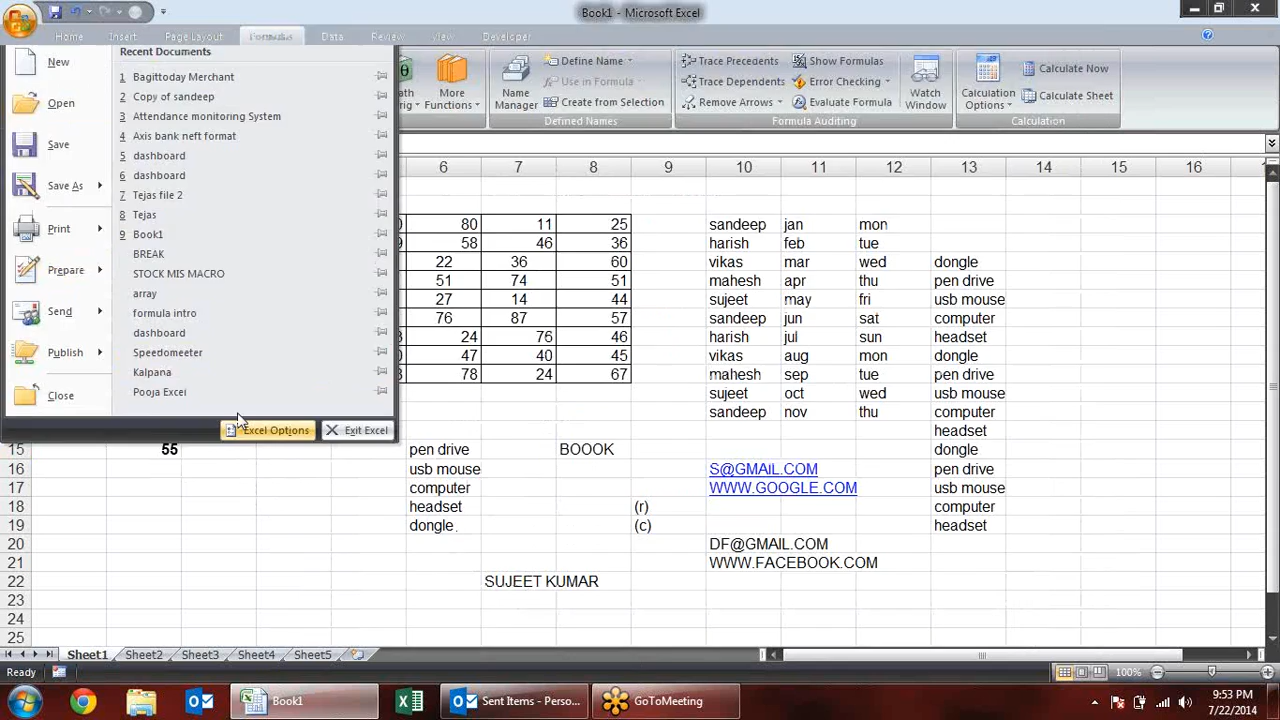 Book1 - Microsoft Excel
Home Insert Page Layout Formulas Data Review View Developer
New
Open
Save
Save As
Print
Prepare
Send
Publish
Close
Recent Documents
1 Bagittoday Merchant
2 Copy of sandeep
3 Attendance monitoring System
4 Axis bank neft format
5 dashboard
6 dashboard
7 Tejas file 2
8 Tejas
9 Book1
BREAK
STOCK MIS MACRO
array
formula intro
dashboard
Speedomeeter
Kalpana
Pooja Excel
Excel Options Exit Excel
More Functions
Name Manager
Define Name
Use in Formula
Create from Selection
Defined Names
Trace Precedents
Trace Dependents
Remove Arrows
Show Formulas
Error Checking
Evaluate Formula
Watch Window
Formula Auditing
Calculation Options
Calculate Now
Calculate Sheet
Calculation
6 7 8 9 10 11 12 13 14 15 16
80 11 25 sandeep jan mon
58 46 36 harish feb tue
22 36 60 vikas mar wed dongle
51 74 51 mahesh apr thu pen drive
27 14 44 sujeet may fri usb mouse
76 87 57 sandeep jun sat computer
24 76 46 harish jul sun headset
47 40 45 vikas aug mon dongle
78 24 67 mahesh sep tue pen drive
sujeet oct wed usb mouse
sandeep nov thu computer
headset
15 55 pen drive BOOOK dongle
16 usb mouse S@GMAIL.COM pen drive
17 computer WWW.GOOGLE.COM usb mouse
18 headset (r) computer
19 dongle (c) headset
20 DF@GMAIL.COM
21 WWW.FACEBOOK.COM
22 SUJEET KUMAR
23
24
25
Sheet1 Sheet2 Sheet3 Sheet4 Sheet5
Ready 100%
Book1 Sent Items - Perso... GoToMeeting
9:53 PM
7/22/2014